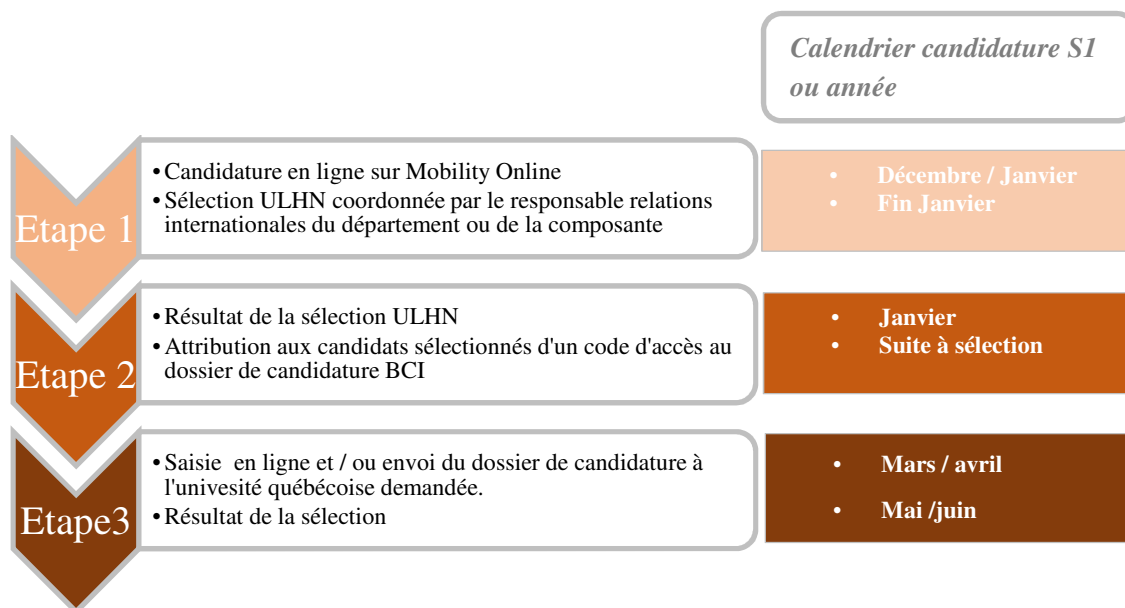 Calendrier candidature S1
ou année
Etape 1
• Candidature en ligne sur Mobility Online
• Sélection ULHN coordonnée par le responsable relations
internationales du département ou de la composante
• Décembre / Janvier
• Fin Janvier
Etape 2
• Résultat de la sélection ULHN
• Attribution aux candidats sélectionnés d'un code d'accès au
dossier de candidature BCI
• Janvier
• Suite à sélection
Etape3
• Saisie en ligne et / ou envoi du dossier de candidature à
l'univesité québécoise demandée.
• Résultat de la sélection
• Mars / avril
• Mai /juin